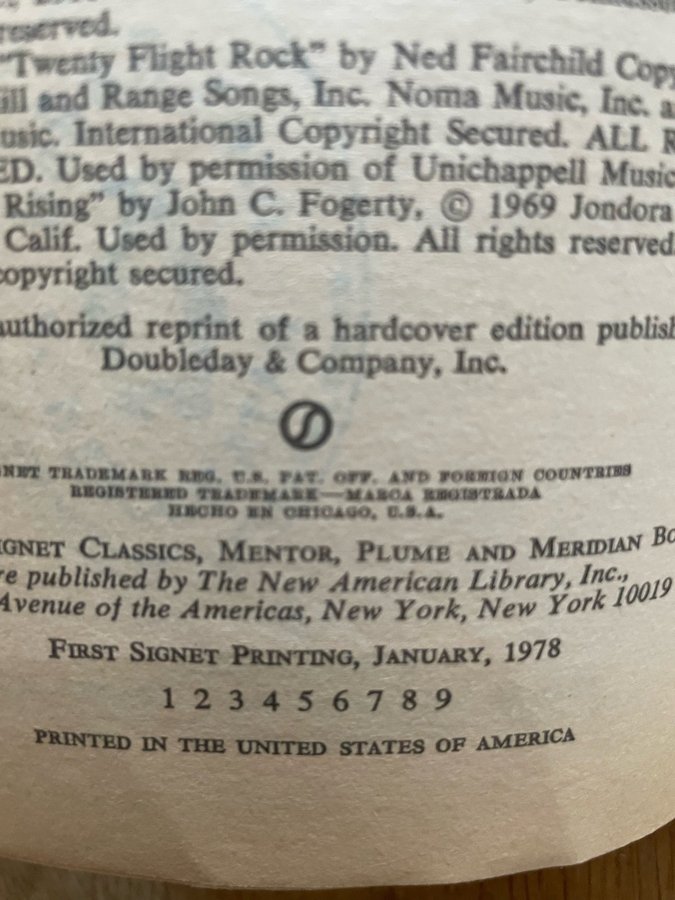 reserved.
"Twenty Flight Rock" by Ned Fairchild Copy
ill and Range Songs, Inc. Noma Music, Inc. a
usic. International Copyright Secured. ALL R
ED. Used by permission of Unichappell Music
Rising" by John C. Fogerty, © 1969 Jondora
Calif. Used by permission. All rights reserved.
copyright secured.
authorized reprint of a hardcover edition publish
Doubleday & Company, Inc.
NET TRADEMARK REG. U.S. PAT. OFF. AND FOREIGN COUNTRIES
REGISTERED TRADEMARK—MARCA REGISTRADA
HECHO EN CHICAGO, U.S.A.
IGNET CLASSICS, MENTOR, PLUME AND MERIDIAN BO
re published by The New American Library, Inc.,
Avenue of the Americas, New York, New York 10019
FIRST SIGNET PRINTING, JANUARY, 1978
1 2 3 4 5 6 7 8 9
PRINTED IN THE UNITED STATES OF AMERICA